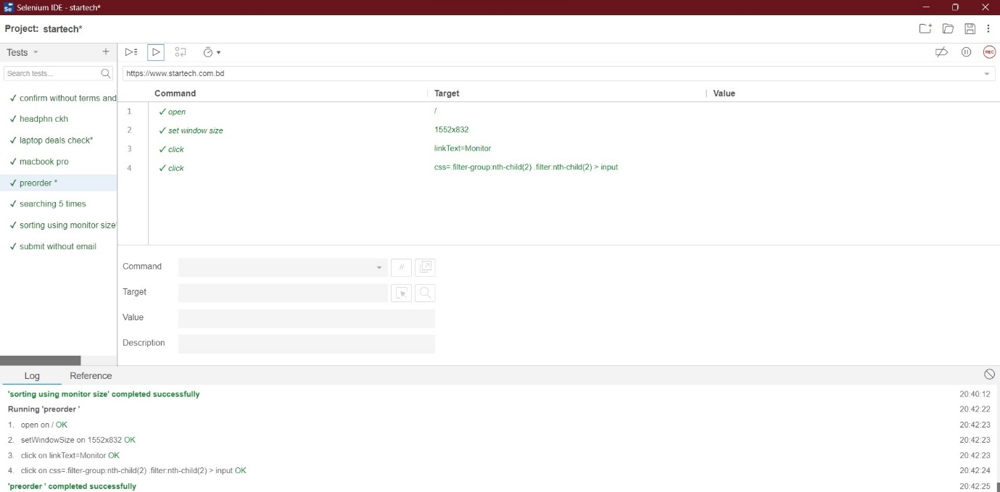 Selenium IDE - startech*
Project: startech*
Tests
Search tests...
https://www.startech.com.bd
Command Target Value
✓ confirm without terms and
✓ headphn ckh
✓ laptop deals check*
✓ macbook pro
✓ preorder *
✓ searching 5 times
✓ sorting using monitor size*
✓ submit without email
1 ✓ open /
2 ✓ set window size 1552x832
3 ✓ click linkText=Monitor
4 ✓ click css=.filter-group:nth-child(2) .filter:nth-child(2) > input
Command //
Target
Value
Description
Log Reference
'sorting using monitor size' completed successfully 20:40:12
Running 'preorder ' 20:42:22
1. open on / OK 20:42:23
2. setWindowSize on 1552x832 OK 20:42:23
3. click on linkText=Monitor OK 20:42:23
4. click on css=.filter-group:nth-child(2) .filter:nth-child(2) > input OK 20:42:24
'preorder ' completed successfully 20:42:25
REC
Se